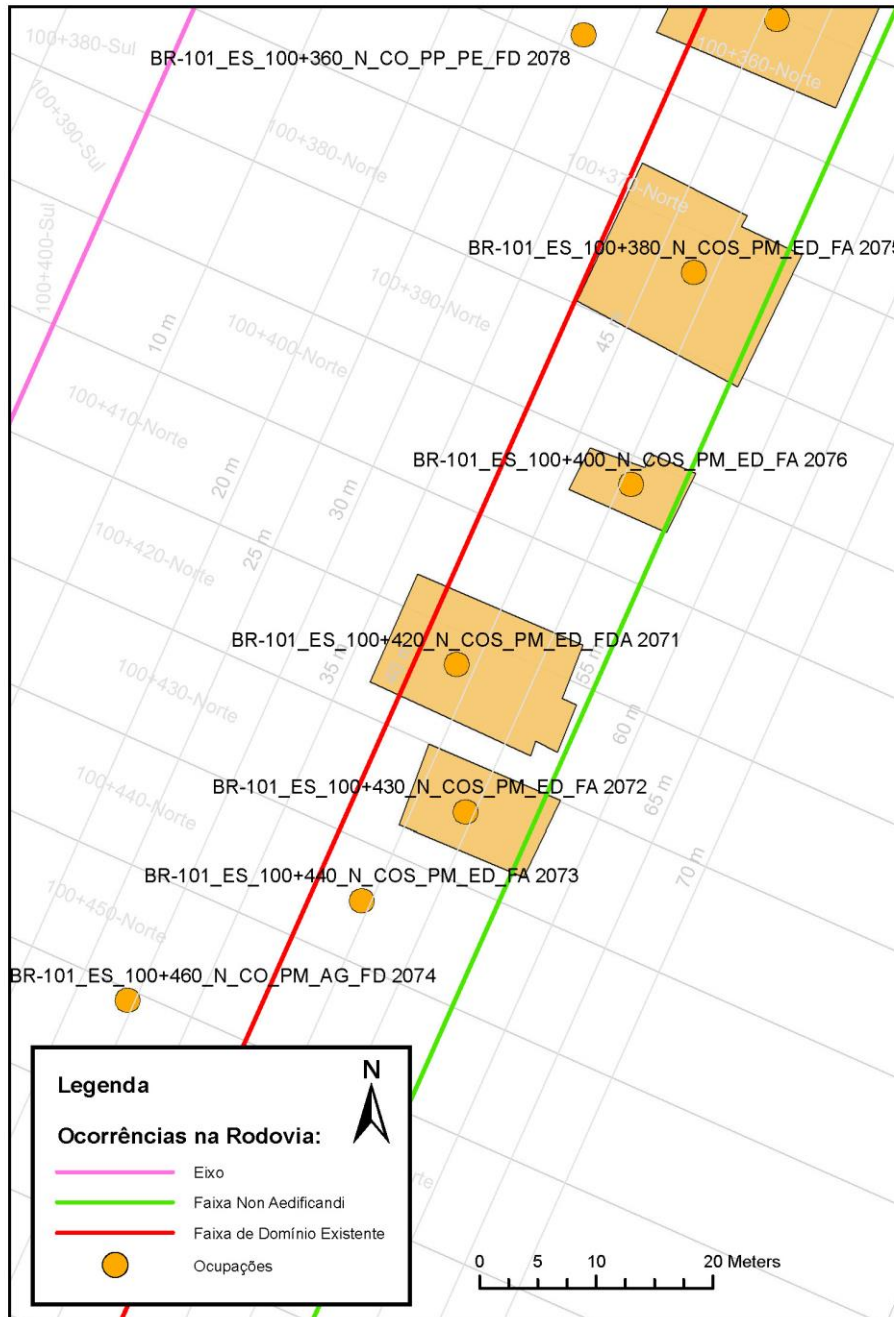 100+380-Sul
100+360-Norte
BR-101_ES_100+360_N_CO_PP_PE_FD 2078
100+390-Sul
100+380-Norte
100+370-Norte
100+400-Sul
BR-101_ES_100+380_N_COS_PM_ED_FA 2075
100+390-Norte
10 m
100+400-Norte
45 m
100+410-Norte
BR-101_ES_100+400_N_COS_PM_ED_FA 2076
20 m
30 m
25 m
100+420-Norte
BR-101_ES_100+420_N_COS_PM_ED_FDA 2071
35 m
55 m
100+430-Norte
60 m
BR-101_ES_100+430_N_COS_PM_ED_FA 2072
100+440-Norte
65 m
BR-101_ES_100+440_N_COS_PM_ED_FA 2073
70 m
100+450-Norte
BR-101_ES_100+460_N_CO_PM_AG_FD 2074
N
Legenda
Ocorrências na Rodovia:
Eixo
Faixa Non Aedificandi
Faixa de Domínio Existente
Ocupações
0 5 10 20 Meters